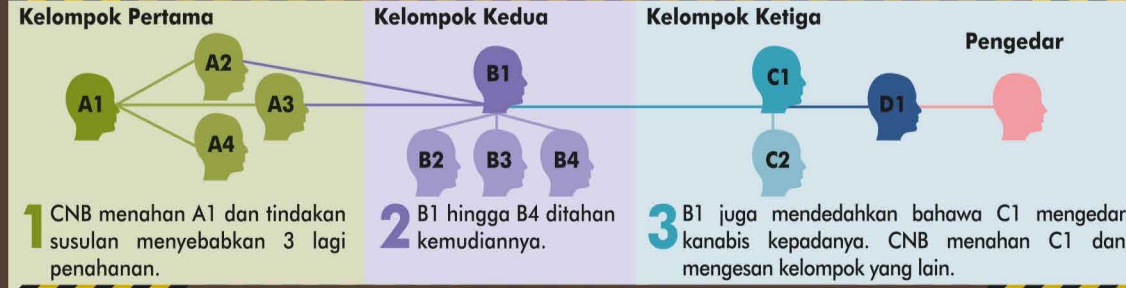 Kelompok Pertama
A1
A2
A3
A4
1 CNB menahan A1 dan tindakan
susulan menyebabkan 3 lagi
penahanan.
Kelompok Kedua
B1
B2 B3 B4
2 B1 hingga B4 ditahan
kemudiannya.
Kelompok Ketiga
Pengedar
C1
D1
C2
3 B1 juga mendedahkan bahawa C1 mengedar
kanabis kepadanya. CNB menahan C1 dan
mengesan kelompok yang lain.